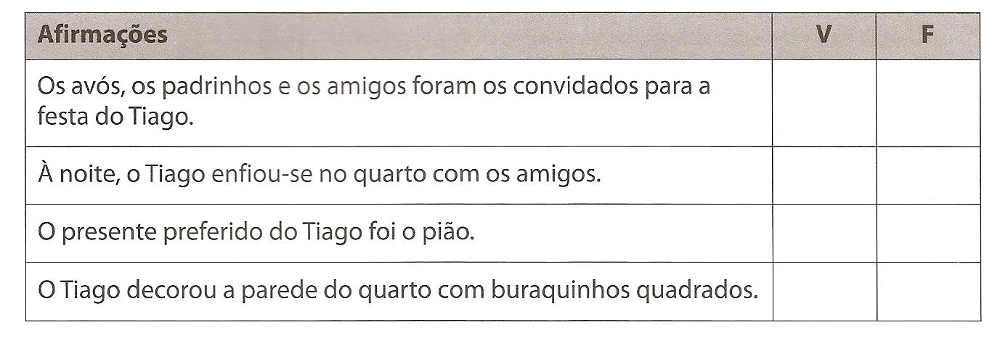 Afirmações V F
Os avós, os padrinhos e os amigos foram os convidados para a
festa do Tiago.
À noite, o Tiago enfiou-se no quarto com os amigos.
O presente preferido do Tiago foi o pião.
O Tiago decorou a parede do quarto com buraquinhos quadrados.